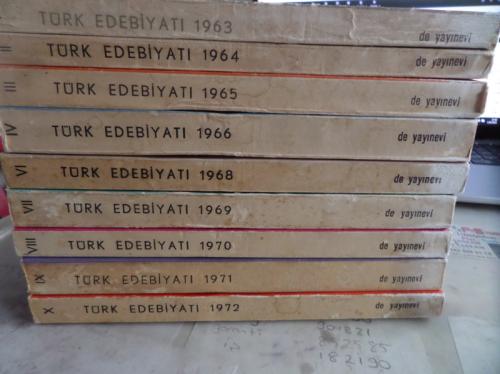 TÜRK EDEBİYATI 1963 de yayınevi
II TÜRK EDEBİYATI 1964 de yayınevi
III TÜRK EDEBİYATI 1965 de yayınevi
IV TÜRK EDEBİYATI 1966 de yayınevi
VI TÜRK EDEBİYATI 1968 de yayınevi
VII TÜRK EDEBİYATI 1969 de yayınevi
VIII TÜRK EDEBİYATI 1970 de yayınevi
IX TÜRK EDEBİYATI 1971 de yayınevi
X TÜRK EDEBİYATI 1972 de yayınevi
182190